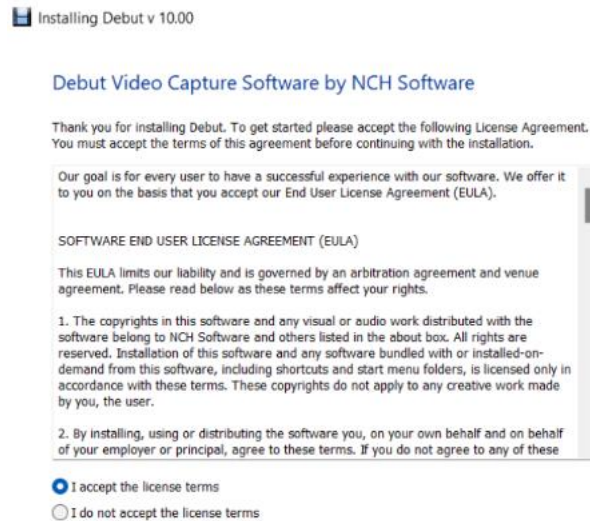 Installing Debut v 10.00
Debut Video Capture Software by NCH Software
Thank you for installing Debut. To get started please accept the following License Agreement.
You must accept the terms of this agreement before continuing with the installation.
Our goal is for every user to have a successful experience with our software. We offer it
to you on the basis that you accept our End User License Agreement (EULA).
SOFTWARE END USER LICENSE AGREEMENT (EULA)
This EULA limits our liability and is governed by an arbitration agreement and venue
agreement. Please read below as these terms affect your rights.
1. The copyrights in this software and any visual or audio work distributed with the
software belong to NCH Software and others listed in the about box. All rights are
reserved. Installation of this software and any software bundled with or installed-on-
demand from this software, including shortcuts and start menu folders, is licensed only in
accordance with these terms. These copyrights do not apply to any creative work made
by you, the user.
2. By installing, using or distributing the software you, on your own behalf and on behalf
of your employer or principal, agree to these terms. If you do not agree to any of these
I accept the license terms
I do not accept the license terms